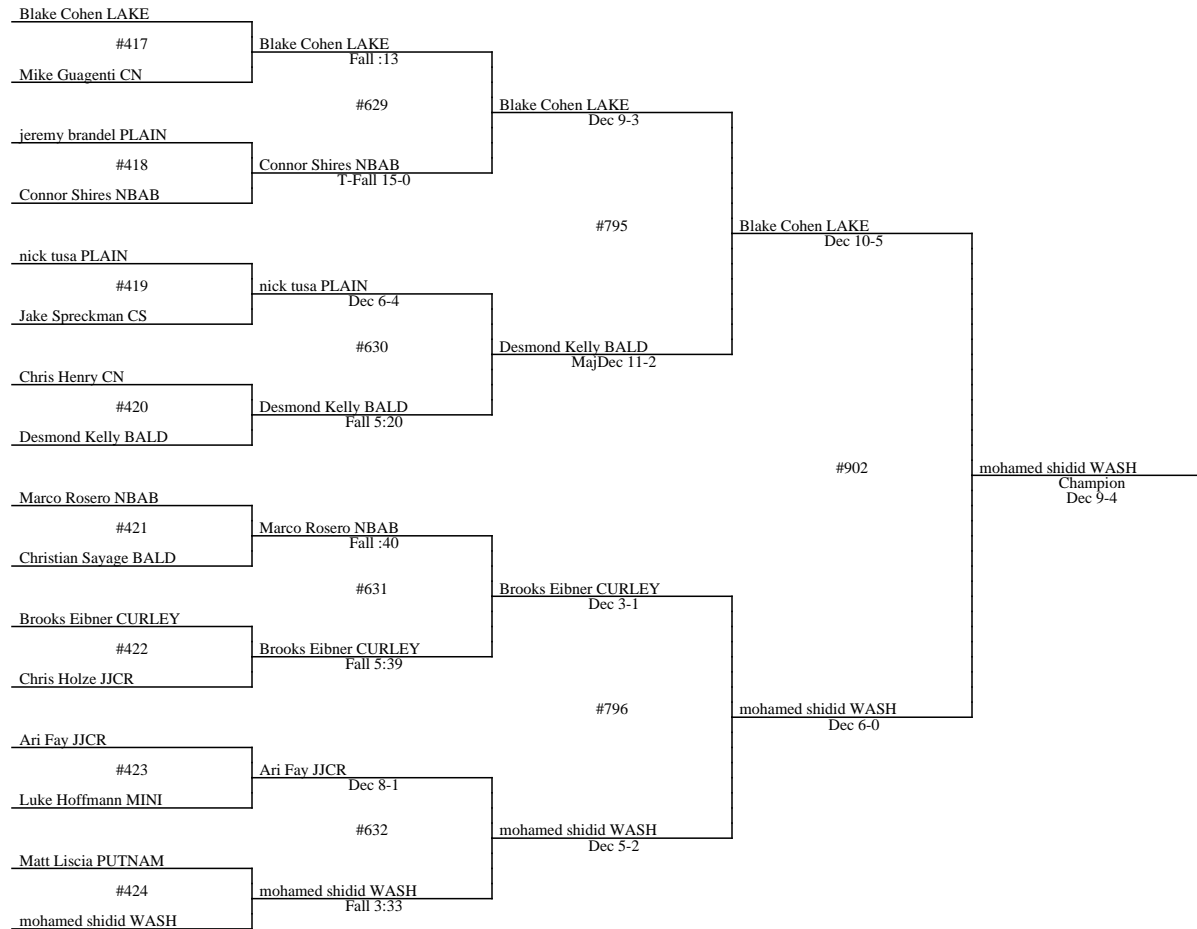 Blake Cohen LAKE
#417
Mike Guagenti CN
jeremy brandel PLAIN
#418
Connor Shires NBAB
nick tusa PLAIN
#419
Jake Spreckman CS
Chris Henry CN
#420
Desmond Kelly BALD
Marco Rosero NBAB
#421
Christian Sayage BALD
Brooks Eibner CURLEY
#422
Chris Holze JJCR
Ari Fay JJCR
#423
Luke Hoffmann MINI
Matt Liscia PUTNAM
#424
mohamed shidid WASH
Blake Cohen LAKE
Fall :13
#629
Connor Shires NBAB
T-Fall 15-0
nick tusa PLAIN
Dec 6-4
#630
Desmond Kelly BALD
Fall 5:20
Marco Rosero NBAB
Fall :40
#631
Brooks Eibner CURLEY
Fall 5:39
Ari Fay JJCR
Dec 8-1
#632
mohamed shidid WASH
Fall 3:33
Blake Cohen LAKE
Dec 9-3
#795
Desmond Kelly BALD
MajDec 11-2
Brooks Eibner CURLEY
Dec 3-1
#796
mohamed shidid WASH
Dec 5-2
Blake Cohen LAKE
Dec 10-5
#902
mohamed shidid WASH
Dec 6-0
mohamed shidid WASH
Champion
Dec 9-4